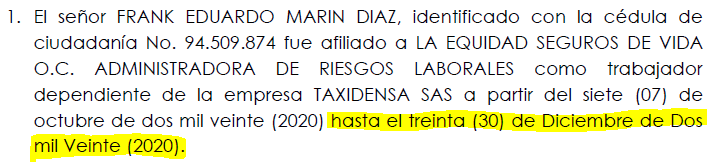 1. El señor FRANK EDUARDO MARIN DIAZ, identificado con la cédula de
ciudadanía No. 94.509.874 fue afiliado a LA EQUIDAD SEGUROS DE VIDA
O.C. ADMINISTRADORA DE RIESGOS LABORALES como trabajador
dependiente de la empresa TAXIDENSA SAS a partir del siete (07) de
octubre de dos mil veinte (2020) hasta el treinta (30) de Diciembre de Dos
mil Veinte (2020).